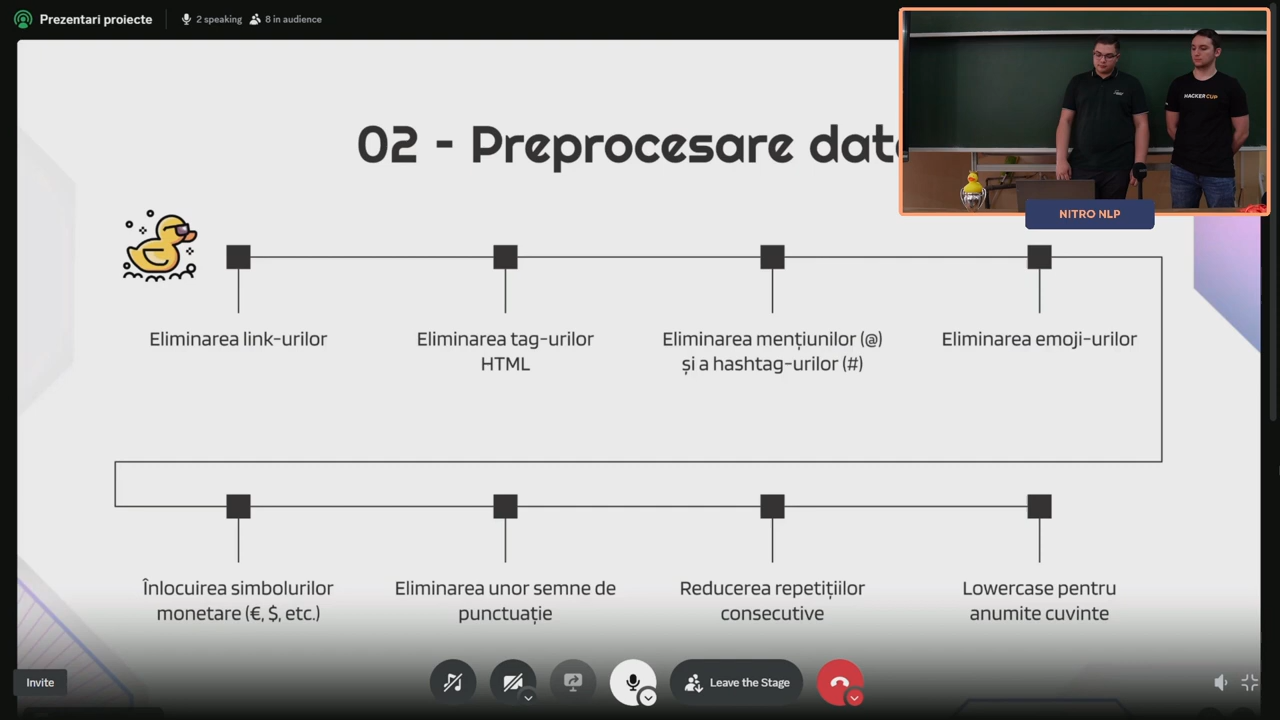 Prezentari proiecte
2 speaking
8 in audience
02 - Preprocesare date
HACKER CUP
NITRO NLP
Eliminarea link-urilor
Eliminarea tag-urilor
HTML
Eliminarea mențiunilor (@)
și a hashtag-urilor (#)
Eliminarea emoji-urilor
Înlocuirea simbolurilor
monetare (€, $, etc.)
Eliminarea unor semne de
punctuație
Reducerea repetițiilor
consecutive
Lowercase pentru
anumite cuvinte
Invite
Leave the Stage